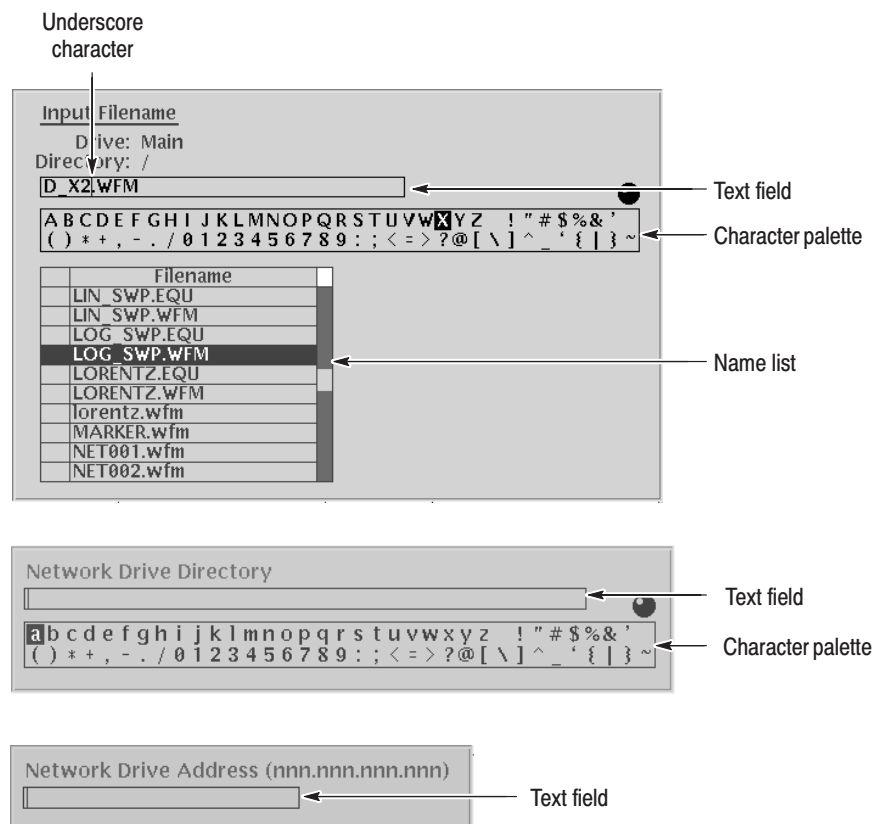 Underscore
character
Input Filename
Drive: Main
Directory: /
D_X2.WFM
Text field
A B C D E F G H I J K L M N O P Q R S T U V W X Y Z ! " # $ % & '
( ) * + , - . / 0 1 2 3 4 5 6 7 8 9 : ; < = > ? @ [ \ ] ^ _ ‘ { | } ~
Character palette
Filename
LIN_SWP.EQU
LIN_SWP.WFM
LOG_SWP.EQU
LOG_SWP.WFM
Name list
LORENTZ.EQU
LORENTZ.WFM
lorentz.wfm
MARKER.wfm
NET001.wfm
NET002.wfm
Network Drive Directory
Text field
a b c d e f g h i j k l m n o p q r s t u v w x y z ! " # $ % & '
( ) * + , - . / 0 1 2 3 4 5 6 7 8 9 : ; < = > ? @ [ \ ] ^ _ ‘ { | } ~
Character palette
Network Drive Address (nnn.nnn.nnn.nnn)
Text field